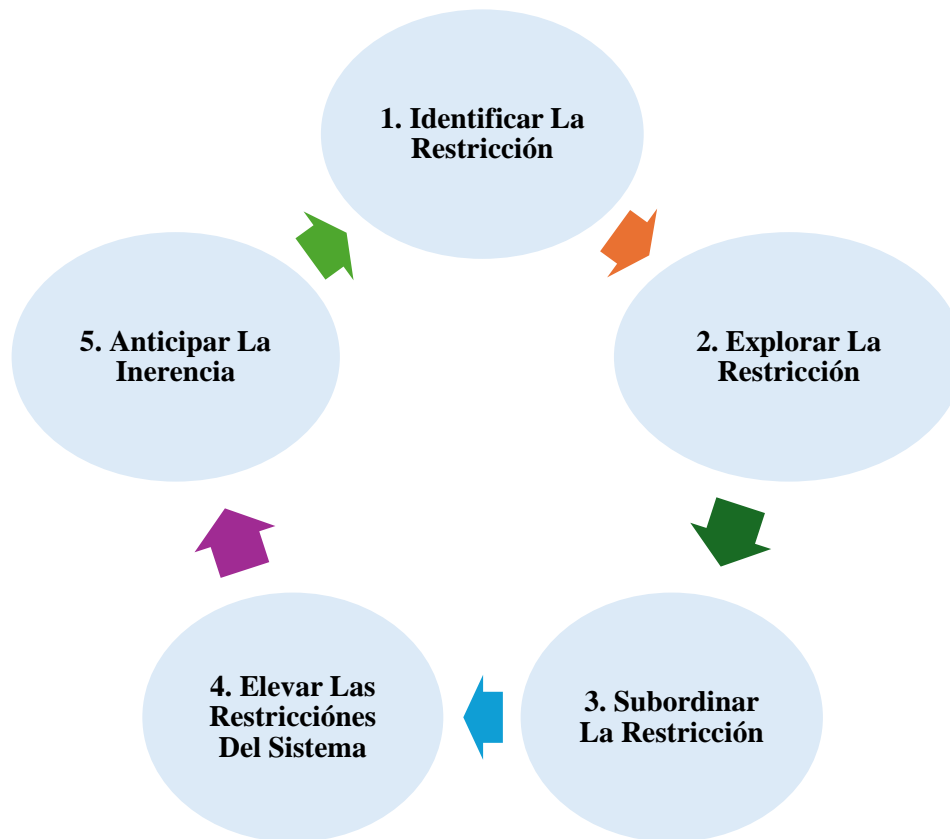 1. Identificar La
Restricción
2. Explorar La
Restricción
3. Subordinar
La Restricción
4. Elevar Las
Restricciónes
Del Sistema
5. Anticipar La
Inerencia